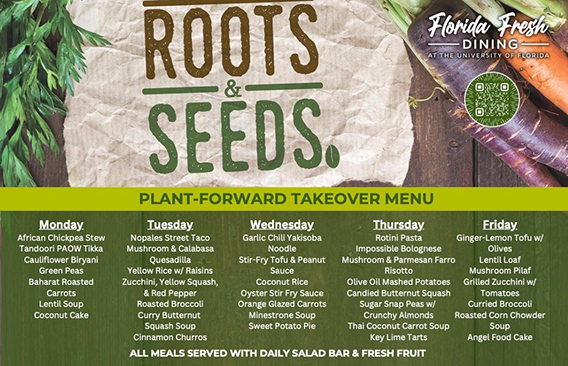 ROOTS
&
SEEDS.
Florida Fresh
DINING
AT THE UNIVERSITY OF FLORIDA
PLANT-FORWARD TAKEOVER MENU
Monday
African Chickpea Stew
Tandoori PAOW Tikka
Cauliflower Biryani
Green Peas
Baharat Roasted
Carrots
Lentil Soup
Coconut Cake
Tuesday
Nopales Street Taco
Mushroom & Calabasa
Quesadilla
Yellow Rice w/ Raisins
Zucchini, Yellow Squash,
& Red Pepper
Roasted Broccoli
Curry Butternut
Squash Soup
Cinnamon Churros
Wednesday
Garlic Chili Yakisoba
Noodle
Stir-Fry Tofu & Peanut
Sauce
Coconut Rice
Oyster Stir Fry Sauce
Orange Glazed Carrots
Minestrone Soup
Sweet Potato Pie
Thursday
Rotini Pasta
Impossible Bolognese
Mushroom & Parmesan Farro
Risotto
Olive Oil Mashed Potatoes
Candied Butternut Squash
Sugar Snap Peas w/
Crunchy Almonds
Thai Coconut Carrot Soup
Key Lime Tarts
Friday
Ginger-Lemon Tofu w/
Olives
Lentil Loaf
Mushroom Pilaf
Grilled Zucchini w/
Tomatoes
Curried Broccoli
Roasted Corn Chowder
Soup
Angel Food Cake
ALL MEALS SERVED WITH DAILY SALAD BAR & FRESH FRUIT